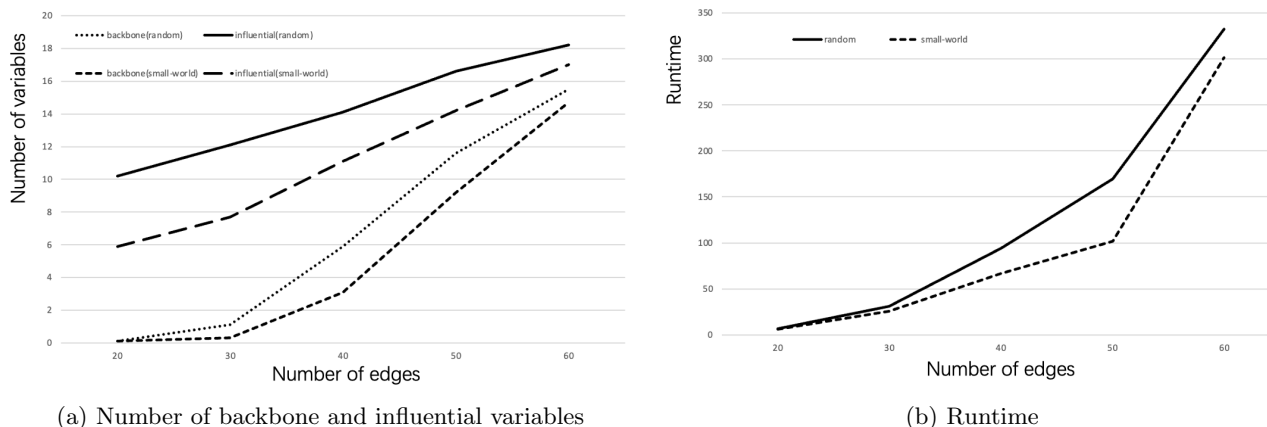 20
18
16
14
12
10
8
6
4
2
0
Number of variables
backbone(random) influential(random)
backbone(small-world) influential(small-world)
20 30 40 50 60
Number of edges
(a) Number of backbone and influential variables
350
300
250
200
150
100
50
0
Runtime
random small-world
20 30 40 50 60
Number of edges
(b) Runtime